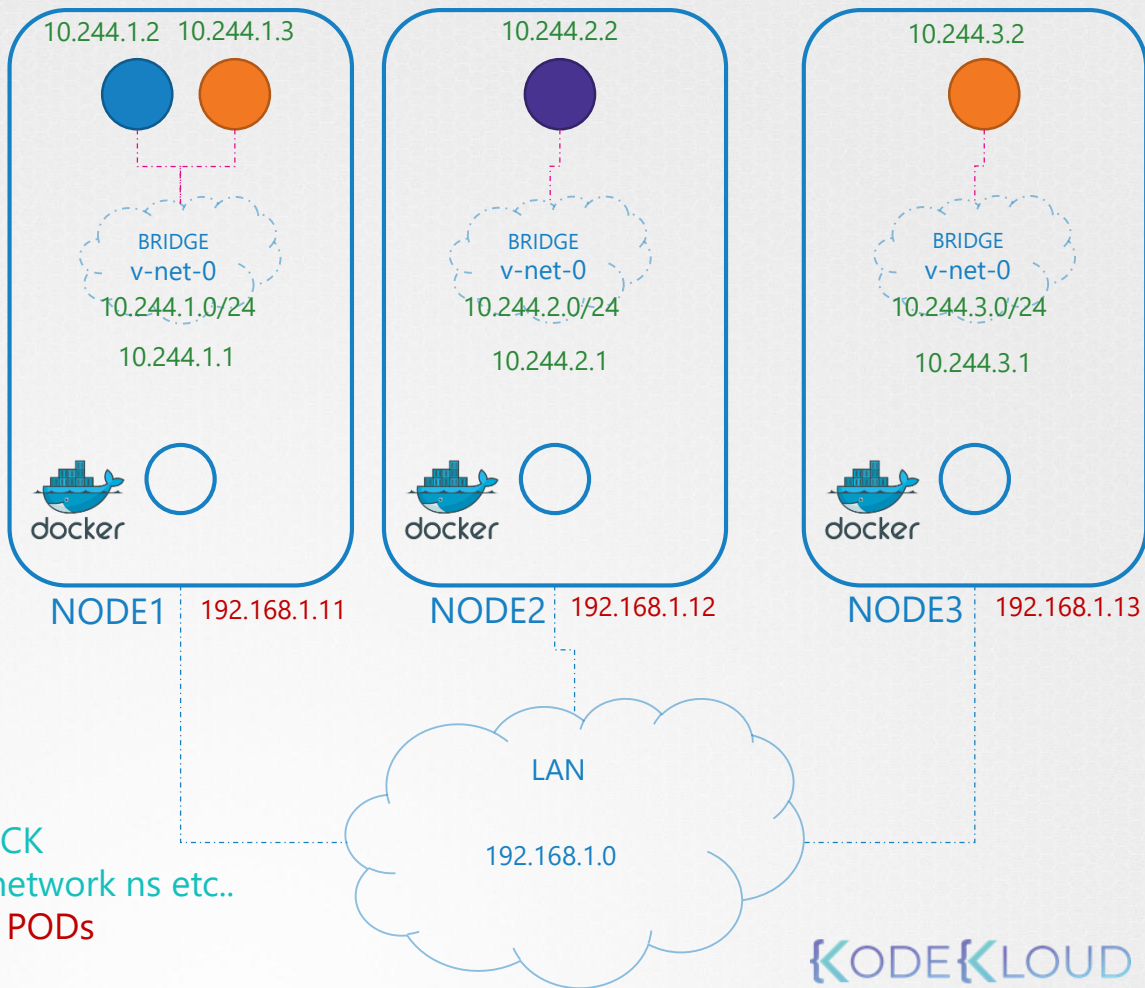 10.244.1.2 10.244.1.3
BRIDGE
v-net-0
10.244.1.0/24
10.244.1.1
docker
NODE1 192.168.1.11
10.244.2.2
BRIDGE
v-net-0
10.244.2.0/24
10.244.2.1
docker
NODE2 192.168.1.12
10.244.3.2
BRIDGE
v-net-0
10.244.3.0/24
10.244.3.1
docker
NODE3 192.168.1.13
LAN
192.168.1.0
CK
network ns etc..
PODs
{KODE{KLOUD